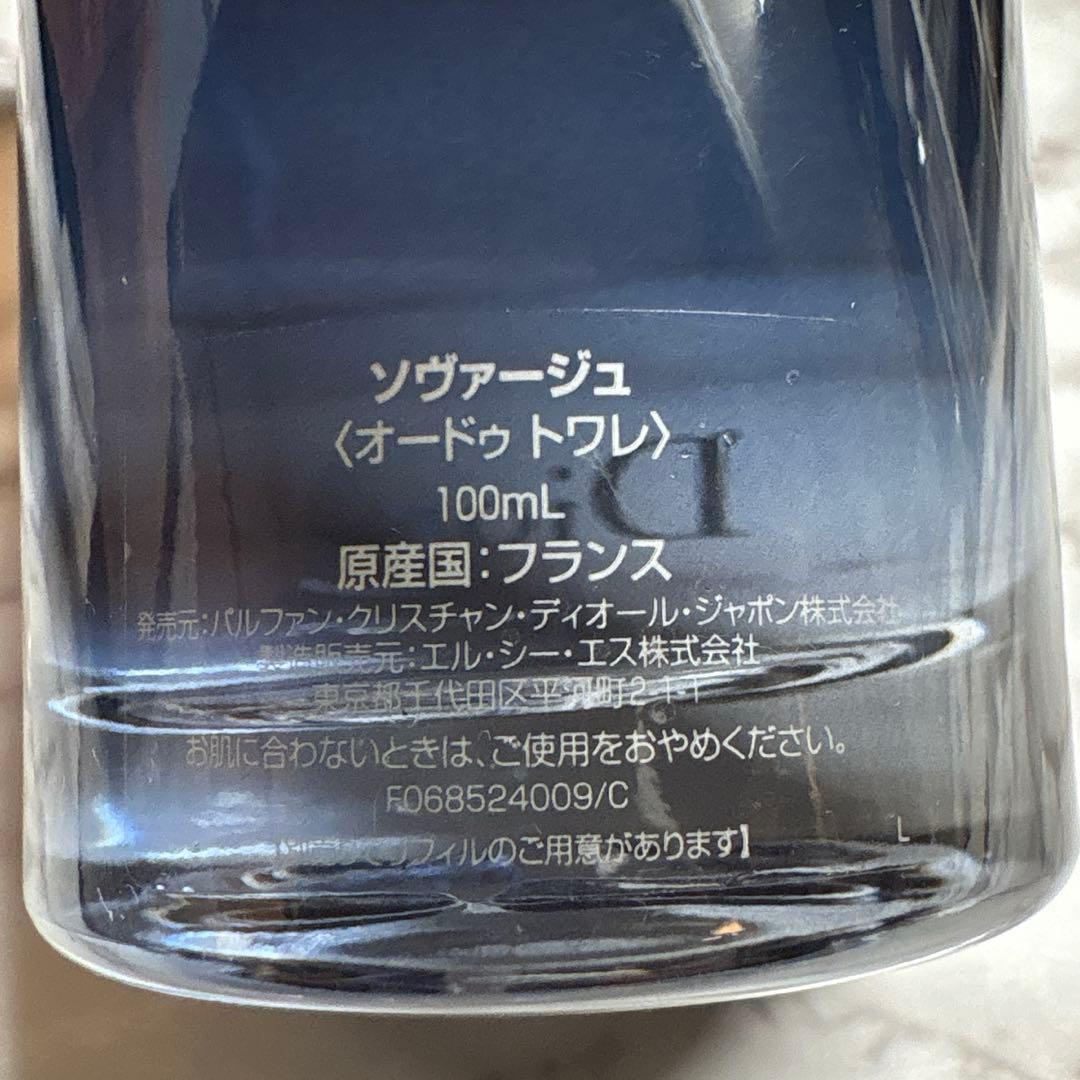 ソヴァージュ
〈オードゥ トワレ〉
100mL
原産国：フランス
発売元：パルファン・クリスチャン・ディオール・ジャポン株式会社
製造販売元：エル・シー・エス株式会社
東京都千代田区平河町2-1-1
お肌に合わないときは、ご使用をおやめください。
F068524009/C
リフィルのご用意があります】
L